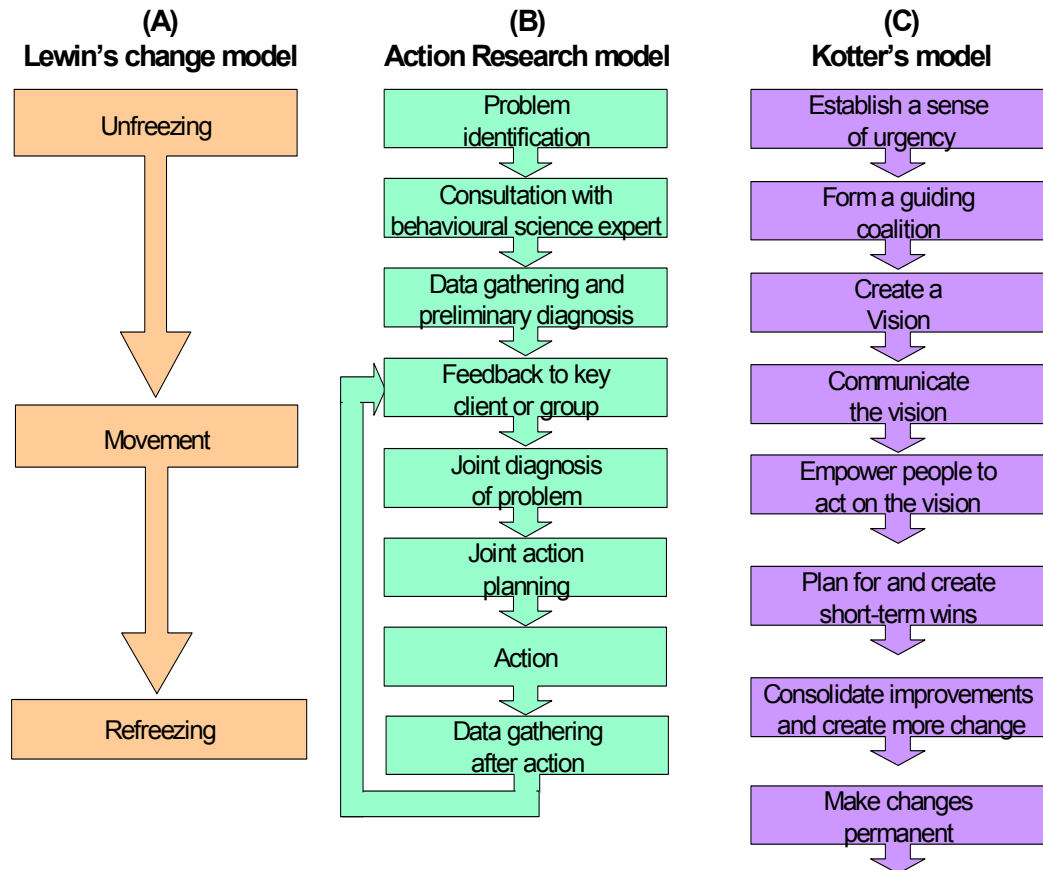 (A)
Lewin's change model
Unfreezing
Movement
Refreezing
(B)
Action Research model
Problem
identification
Consultation with
behavioural science expert
Data gathering and
preliminary diagnosis
Feedback to key
client or group
Joint diagnosis
of problem
Joint action
planning
Action
Data gathering
after action
(C)
Kotter's model
Establish a sense
of urgency
Form a guiding
coalition
Create a
Vision
Communicate
the vision
Empower people to
act on the vision
Plan for and create
short-term wins
Consolidate improvements
and create more change
Make changes
permanent